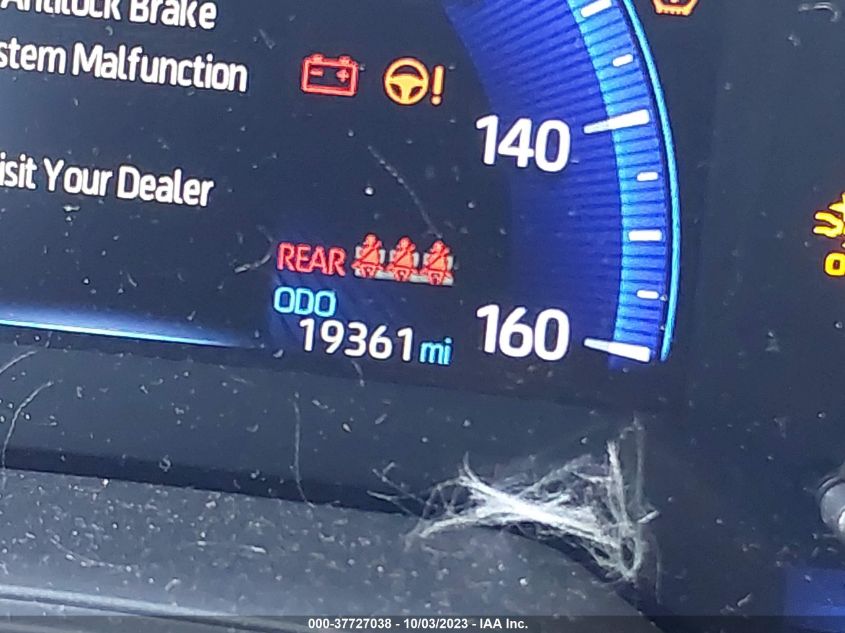 Antilock Brake
stem Malfunction
140
isit Your Dealer
REAR
ODO
19361 mi
160
000-37727038 - 10/03/2023 - IAA Inc.